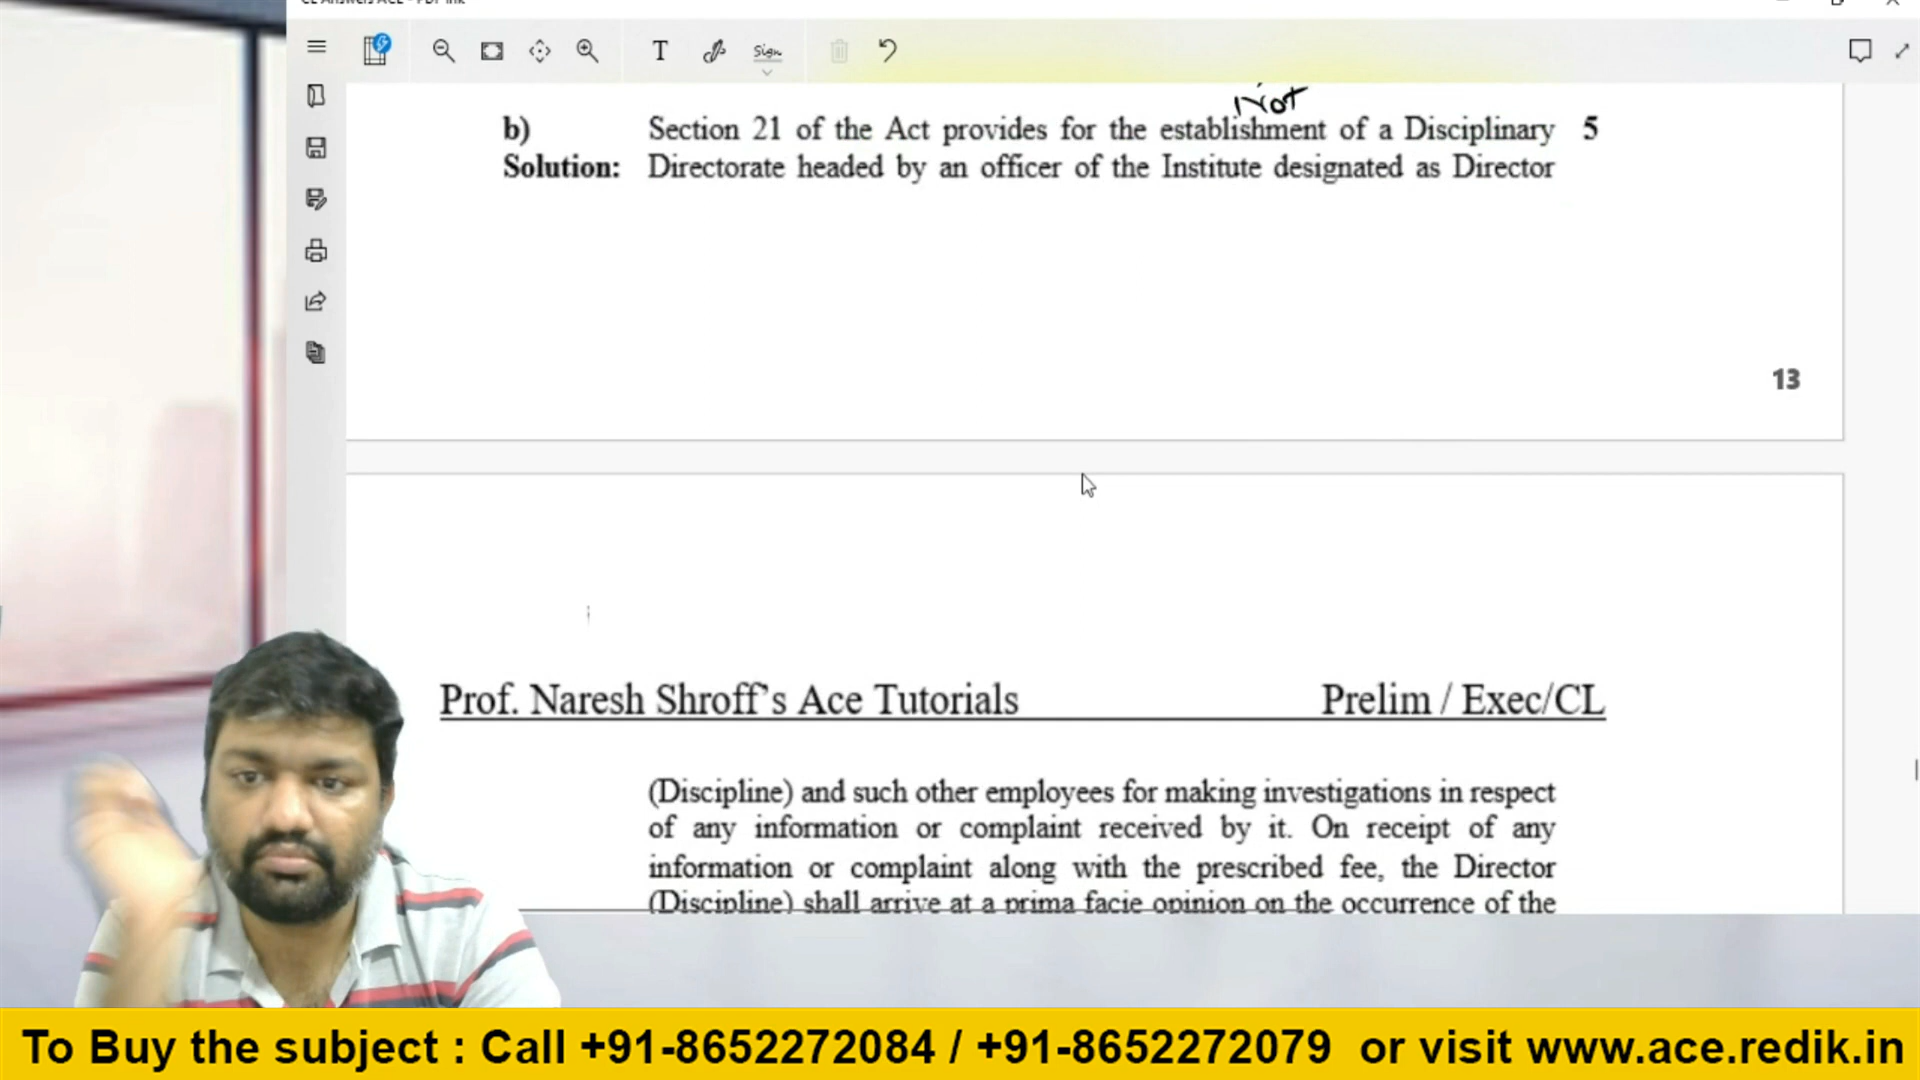 Not
b) Section 21 of the Act provides for the establishment of a Disciplinary 5
Solution: Directorate headed by an officer of the Institute designated as Director
13
Prof. Naresh Shroff's Ace Tutorials Prelim / Exec/CL
(Discipline) and such other employees for making investigations in respect
of any information or complaint received by it. On receipt of any
information or complaint along with the prescribed fee, the Director
(Discipline) shall arrive at a prima facie opinion on the occurrence of the
To Buy the subject : Call +91-8652272084 / +91-8652272079 or visit www.ace.redik.in
T
Sign